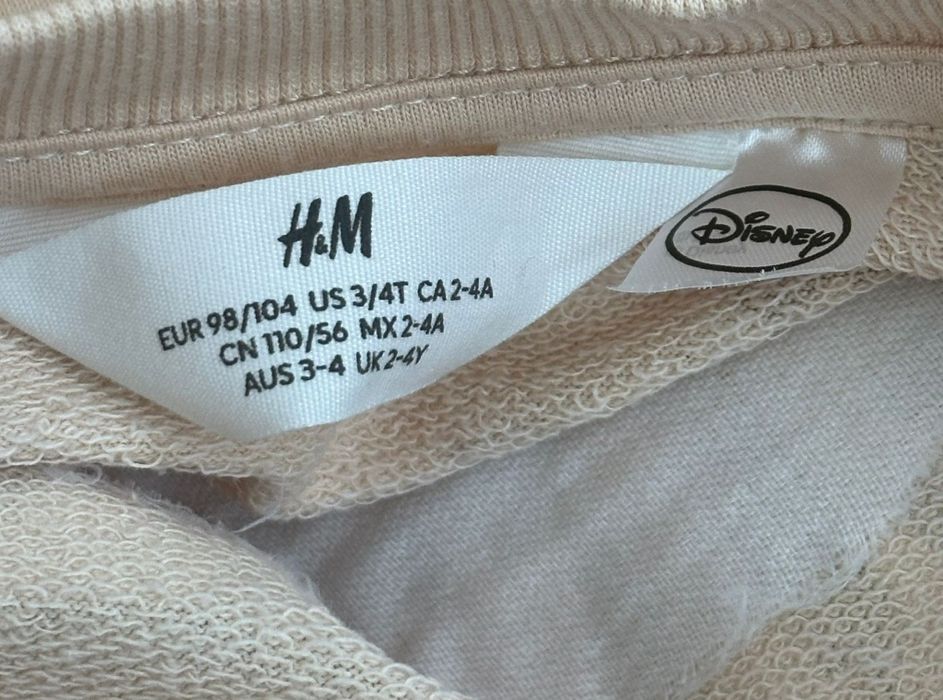 H&M
EUR 98/104 US 3/4T CA 2-4A
CN 110/56 MX 2-4A
AUS 3-4 UK 2-4Y
Disney